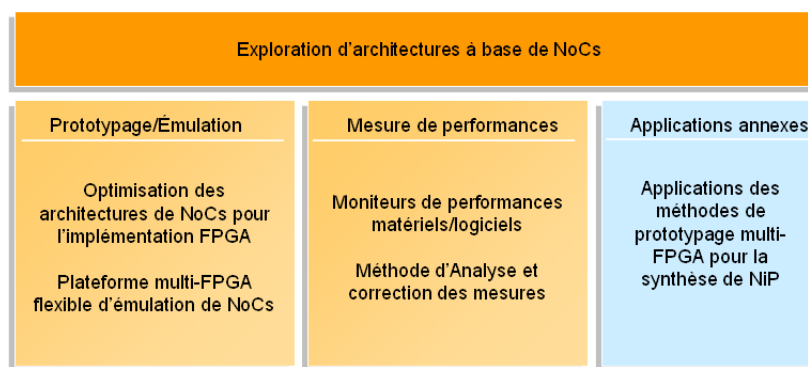 Exploration d'architectures à base de NoCs
Prototypage/Émulation
Optimisation des
architectures de NoCs pour
l'implémentation FPGA
Plateforme multi-FPGA
flexible d'émulation de NoCs
Mesure de performances
Moniteurs de performances
matériels/logiciels
Méthode d'Analyse et
correction des mesures
Applications annexes
Applications des
méthodes de
prototypage multi-
FPGA pour la
synthèse de NiP